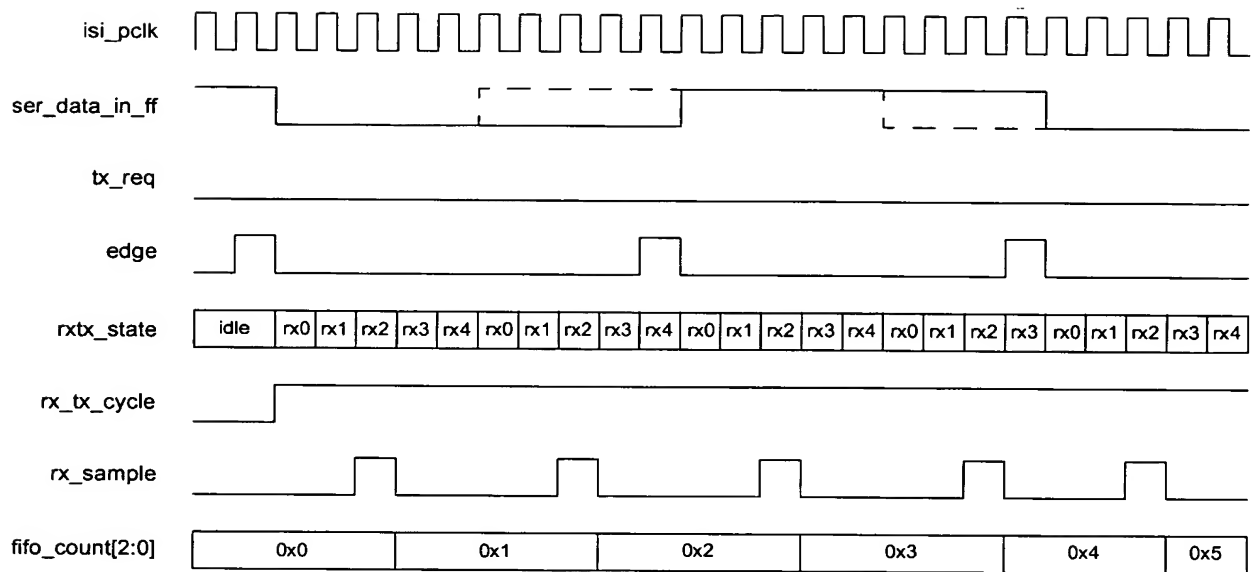 isi_pclk
ser_data_in_ff
tx_req
edge
rxtx_state idle rx0 rx1 rx2 rx3 rx4 rx0 rx1 rx2 rx3 rx4 rx0 rx1 rx2 rx3 rx4 rx0 rx1 rx2 rx3 rx0 rx1 rx2 rx3 rx4
rx_tx_cycle
rx_sample
fifo_count[2:0] 0x0 0x1 0x2 0x3 0x4 0x5